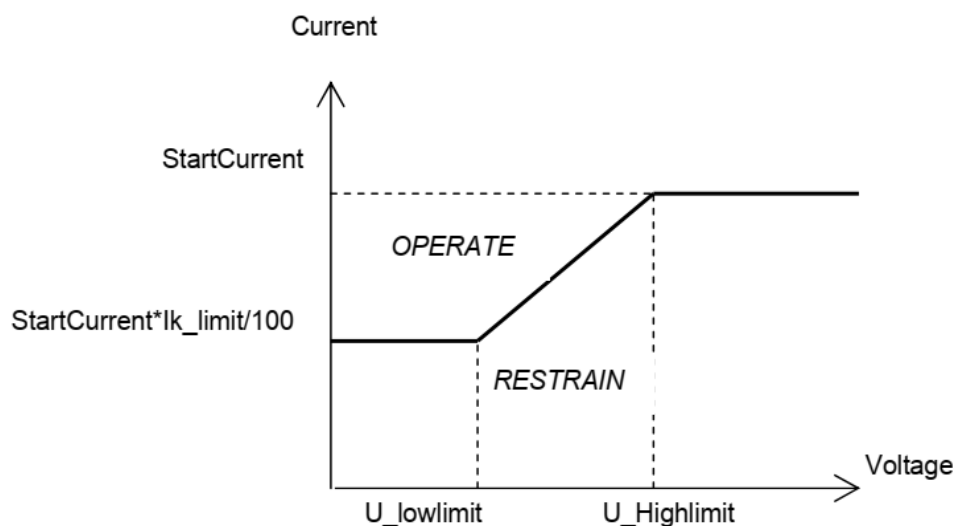 Current
StartCurrent
OPERATE
StartCurrent*Ik_limit/100
RESTRAIN
Voltage
U_lowlimit
U_Highlimit